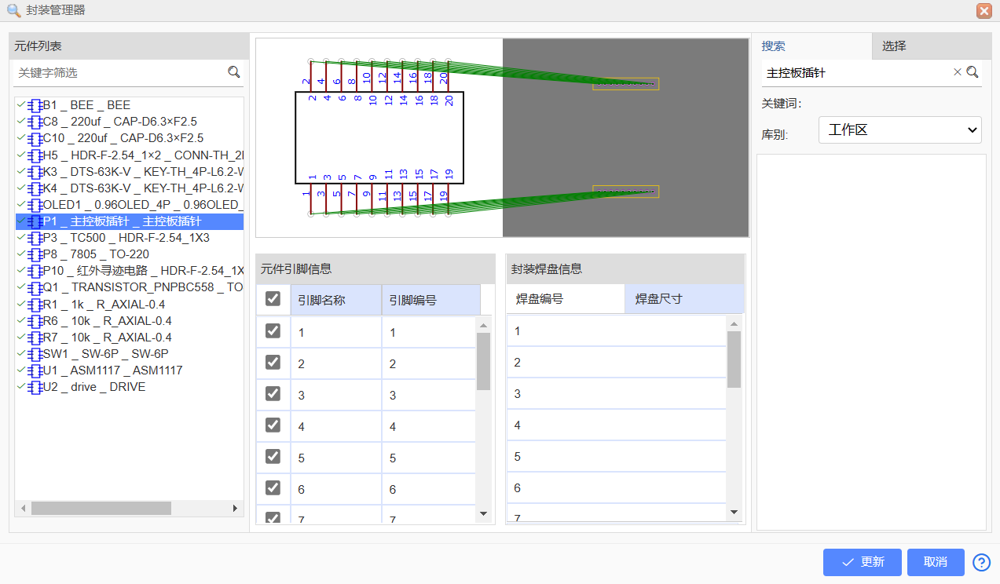 封装管理器
元件列表
关键字筛选
B1 _ BEE _ BEE
C8 _ 220uf _ CAP-D6.3×F2.5
C10 _ 220uf _ CAP-D6.3×F2.5
H5 _ HDR-F-2.54_1×2 _ CONN-TH_2
K3 _ DTS-63K-V _ KEY-TH_4P-L6.2-W
K4 _ DTS-63K-V _ KEY-TH_4P-L6.2-W
OLED1 _ 0.96OLED_4P _ 0.96OLED_
P1 _ 主控板插针 _ 主控板插针
P3 _ TC500 _ HDR-F-2.54_1X3
P8 _ 7805 _ TO-220
P10 _ 红外寻迹电路 _ HDR-F-2.54_1X
Q1 _ TRANSISTOR_PNPBC558 _ TO
R1 _ 1k _ R_AXIAL-0.4
R6 _ 10k _ R_AXIAL-0.4
R7 _ 10k _ R_AXIAL-0.4
SW1 _ SW-6P _ SW-6P
U1 _ ASM1117 _ ASM1117
U2 _ drive _ DRIVE
2 4 6 8 10 12 14 16 18 20
2 4 6 8 10 12 14 16 18 20
1 3 5 7 9 11 13 15 17 19
1 3 5 7 9 11 13 15 17 19
元件引脚信息
引脚名称 引脚编号
1 1
2 2
3 3
4 4
5 5
6 6
7 7
封装焊盘信息
焊盘编号 焊盘尺寸
1
2
3
4
5
6
7
搜索 选择
主控板插针
关键词:
库别: 工作区
更新 取消